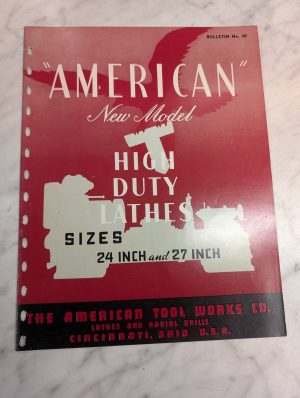 BULLETIN No. 20
"AMERICAN"
New Model
T
HIGH
DUTY
LATHES
SIZES
24 INCH and 27 INCH
THE AMERICAN TOOL WORKS CO.
LATHES AND RADIAL DRILLS
CINCINNATI, OHIO U.S.A.